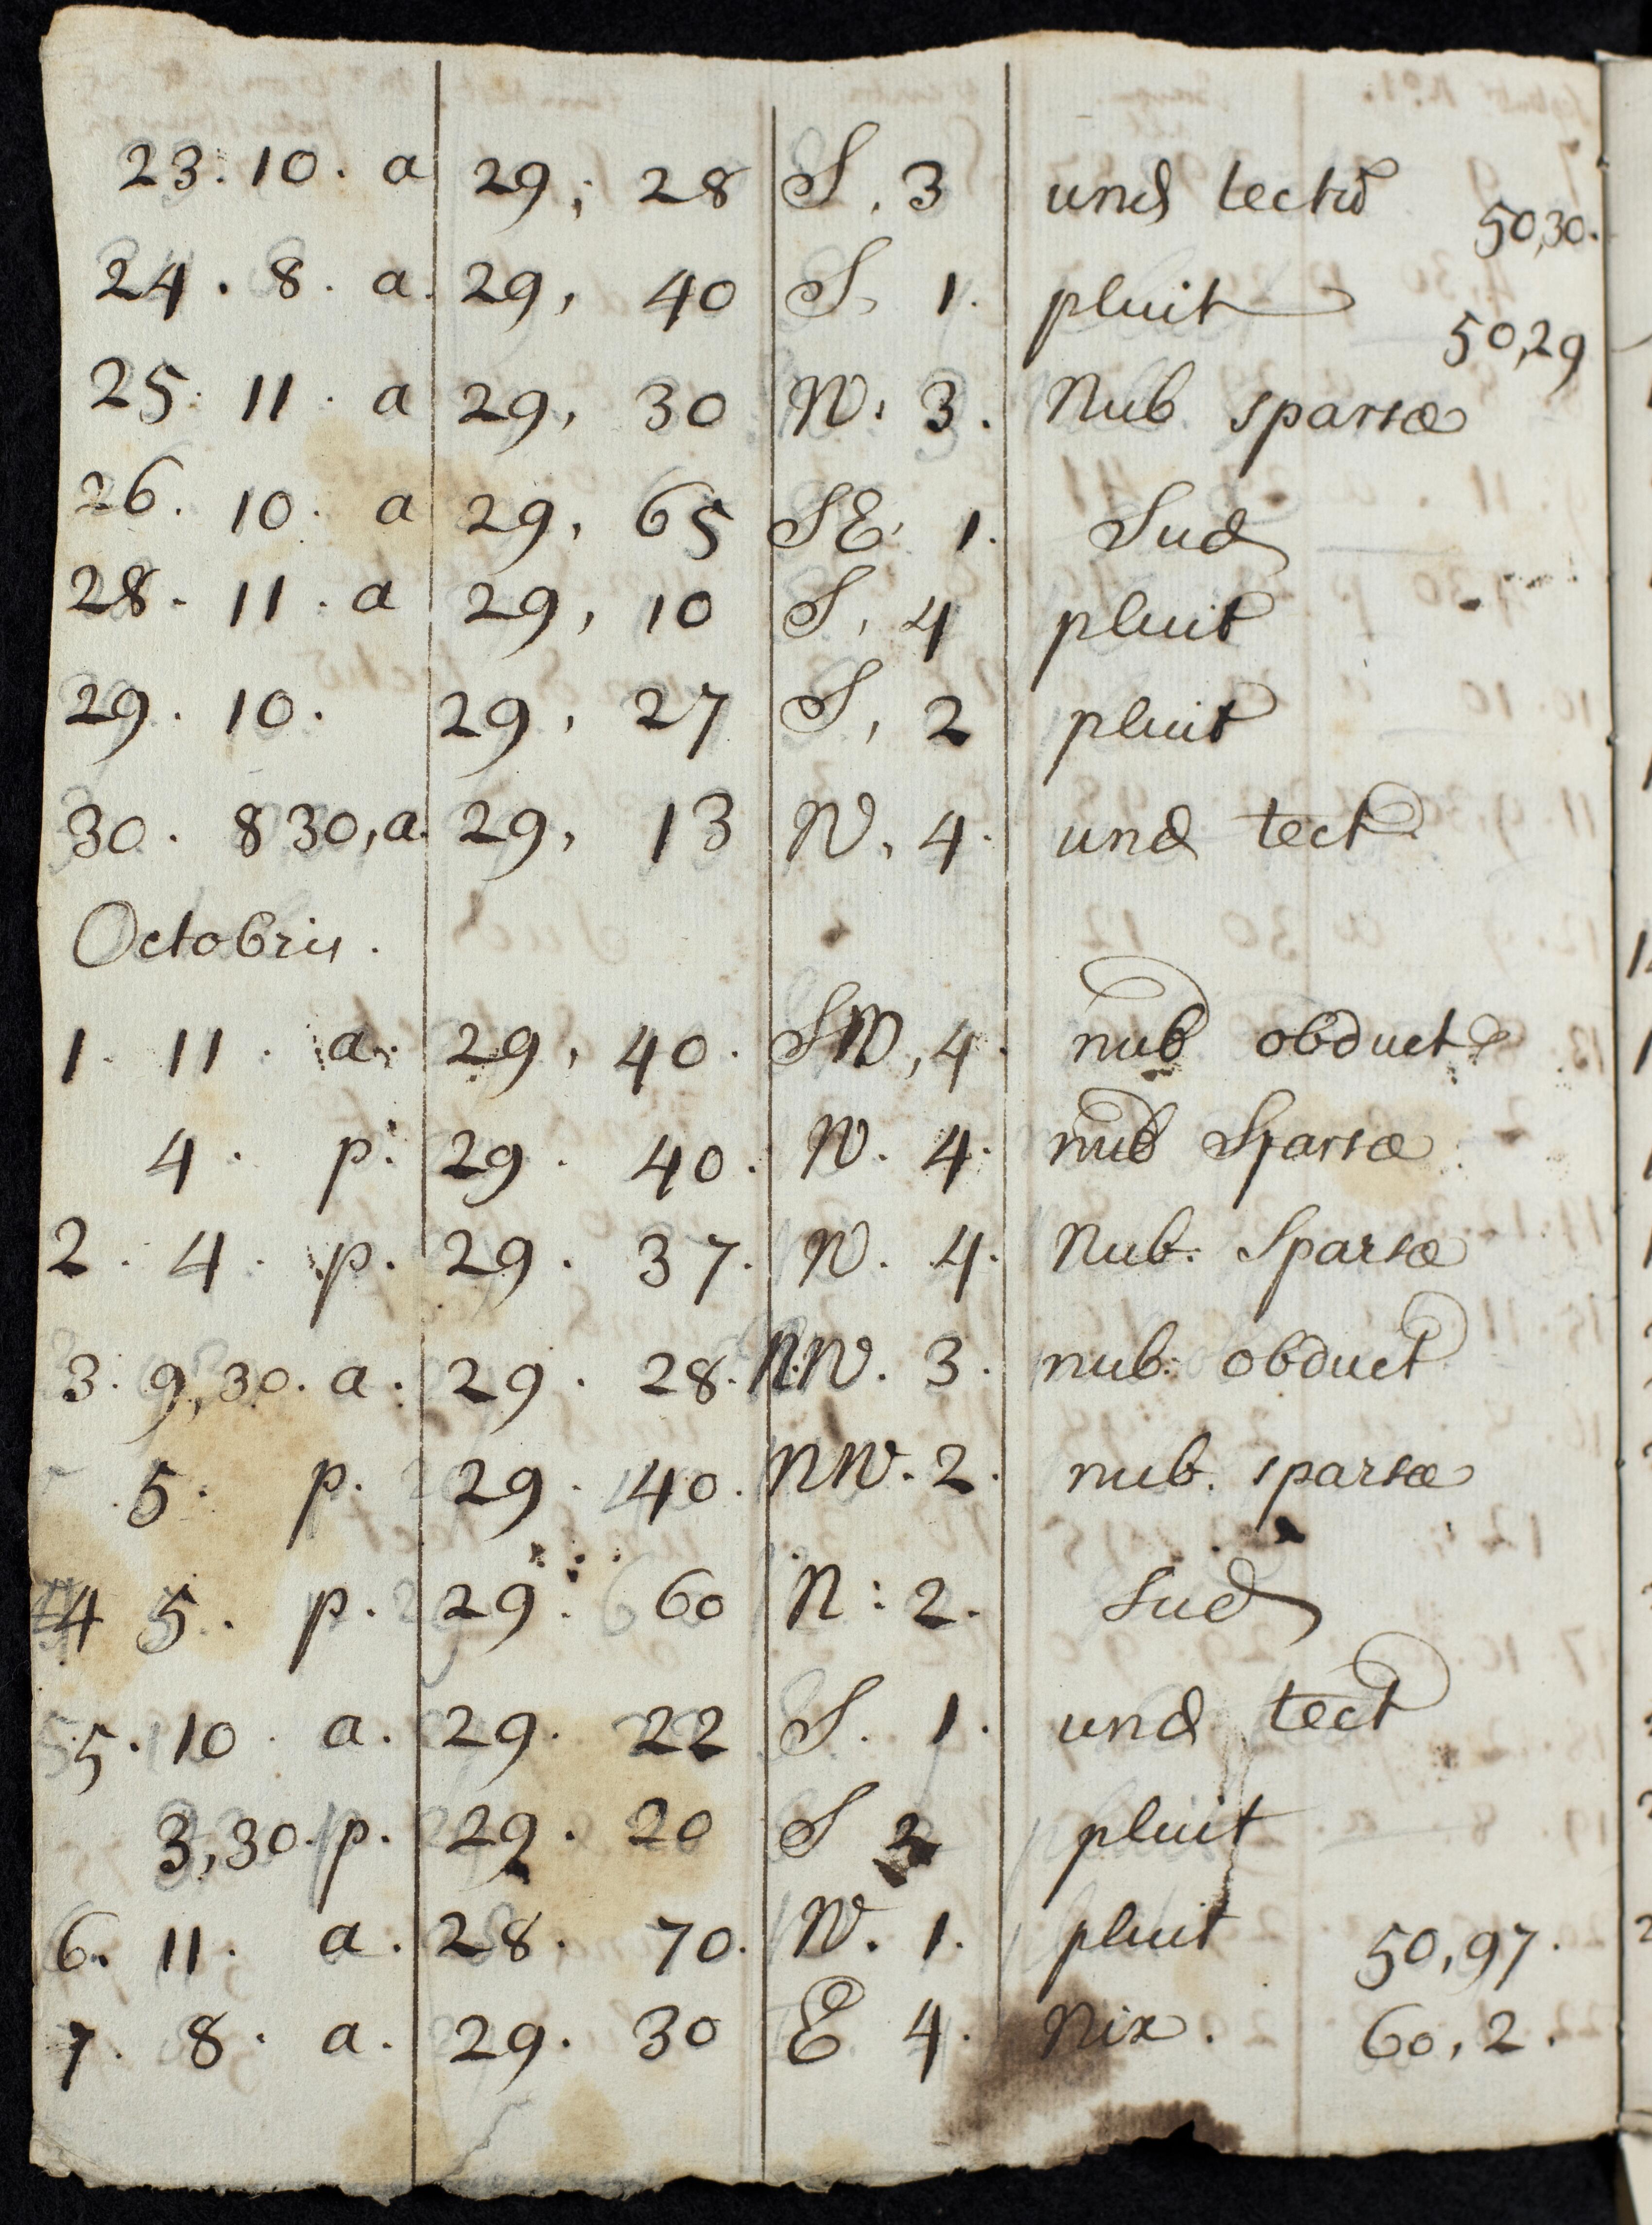 23. 10. a 29, 28 S. 3 und tecta 50,30.
24. 8. a. 29, 40 S, 1. pluit 50,29
25. 11. a 29, 30 W. 3. Nub sparsæ
26. 10. a 29, 65 SE. 1. Sud
28. 11. a 29, 10 S, 4 pluit
29. 10. 29, 27 S, 2 pluit
30. 8 30, a. 29, 13 W, 4. und tect
Octobris.
1. 11. a. 29, 40. SW, 4. nub obduct
4. p. 29. 40. W. 4. nub Sparsæ
2. 4. p. 29. 37. W. 4. Nub. Sparsæ
3. 9,30. a. 29. 28. NW. 3. nub. obduct
5. p. 29. 40. NW. 2. nub. sparsæ
4 5. p. 29. 60 N: 2. sud
5. 10. a. 29. 22 S. 1. und tect
3,30. p. 29. 20 S 2 pluit
6. 11. a. 28. 70. W. 1. pluit 50,97.
7. 8. a. 29. 30 E 4. Nix. 60,2.